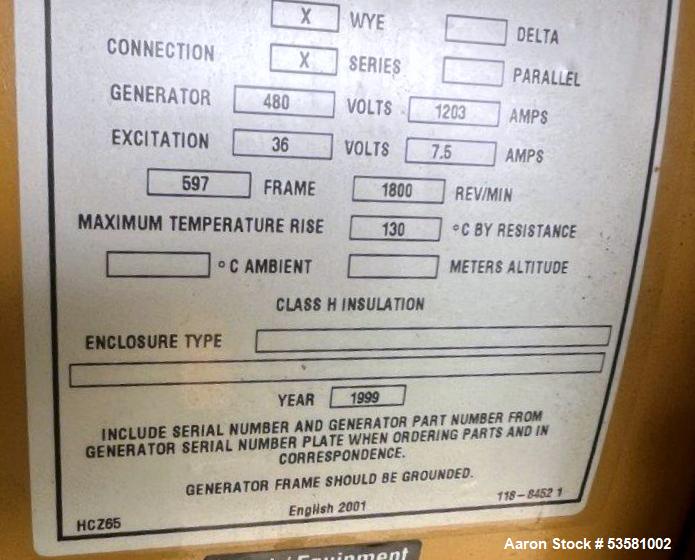 X WYE DELTA
CONNECTION X SERIES PARALLEL
GENERATOR 480 VOLTS 1203 AMPS
EXCITATION 36 VOLTS 7.5 AMPS
597 FRAME 1800 REV/MIN
MAXIMUM TEMPERATURE RISE 130 °C BY RESISTANCE
°C AMBIENT METERS ALTITUDE
CLASS H INSULATION
ENCLOSURE TYPE
YEAR 1999
INCLUDE SERIAL NUMBER AND GENERATOR PART NUMBER FROM
GENERATOR SERIAL NUMBER PLATE WHEN ORDERING PARTS AND IN
CORRESPONDENCE.
GENERATOR FRAME SHOULD BE GROUNDED.
HCZ65 English 2001 118-8452 1
Equipment
Aaron Stock # 53581002